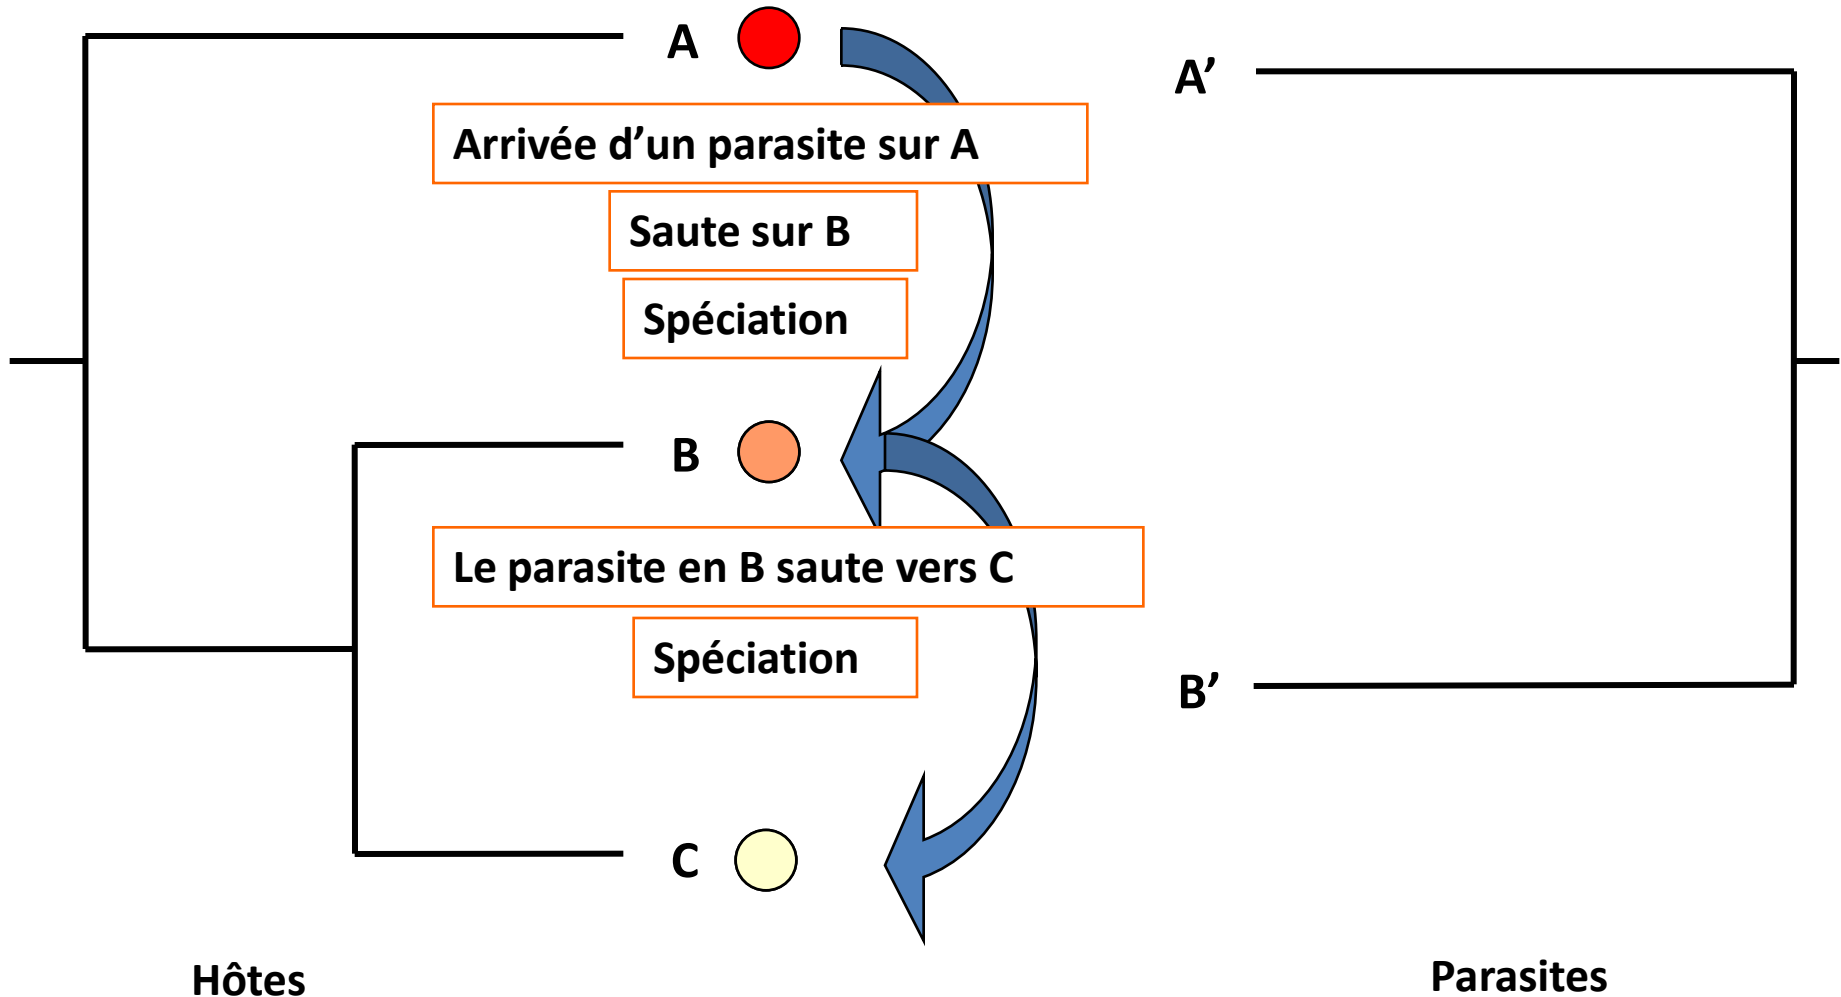 A
A’
Arrivée d’un parasite sur A
Saute sur B
Spéciation
B
Le parasite en B saute vers C
Spéciation
B’
C
Hôtes
Parasites